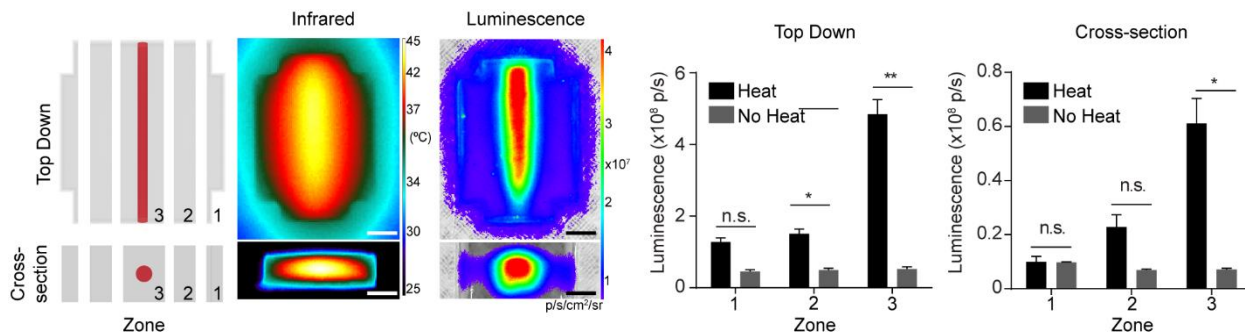 Infrared
Luminescence
Top Down
3
2
1
Cross-
section
3
2
1
Zone
45
42
37
(ºC)
34
30
25
4
3
x10⁷
2
1
p/s/cm²/sr
Top Down
Luminescence (x10⁸ p/s)
6
4
2
0
Heat
No Heat
n.s.
*
**
1
2
3
Zone
Cross-section
Luminescence (x10⁸ p/s)
0.8
0.6
0.4
0.2
0
Heat
No Heat
n.s.
n.s.
*
1
2
3
Zone